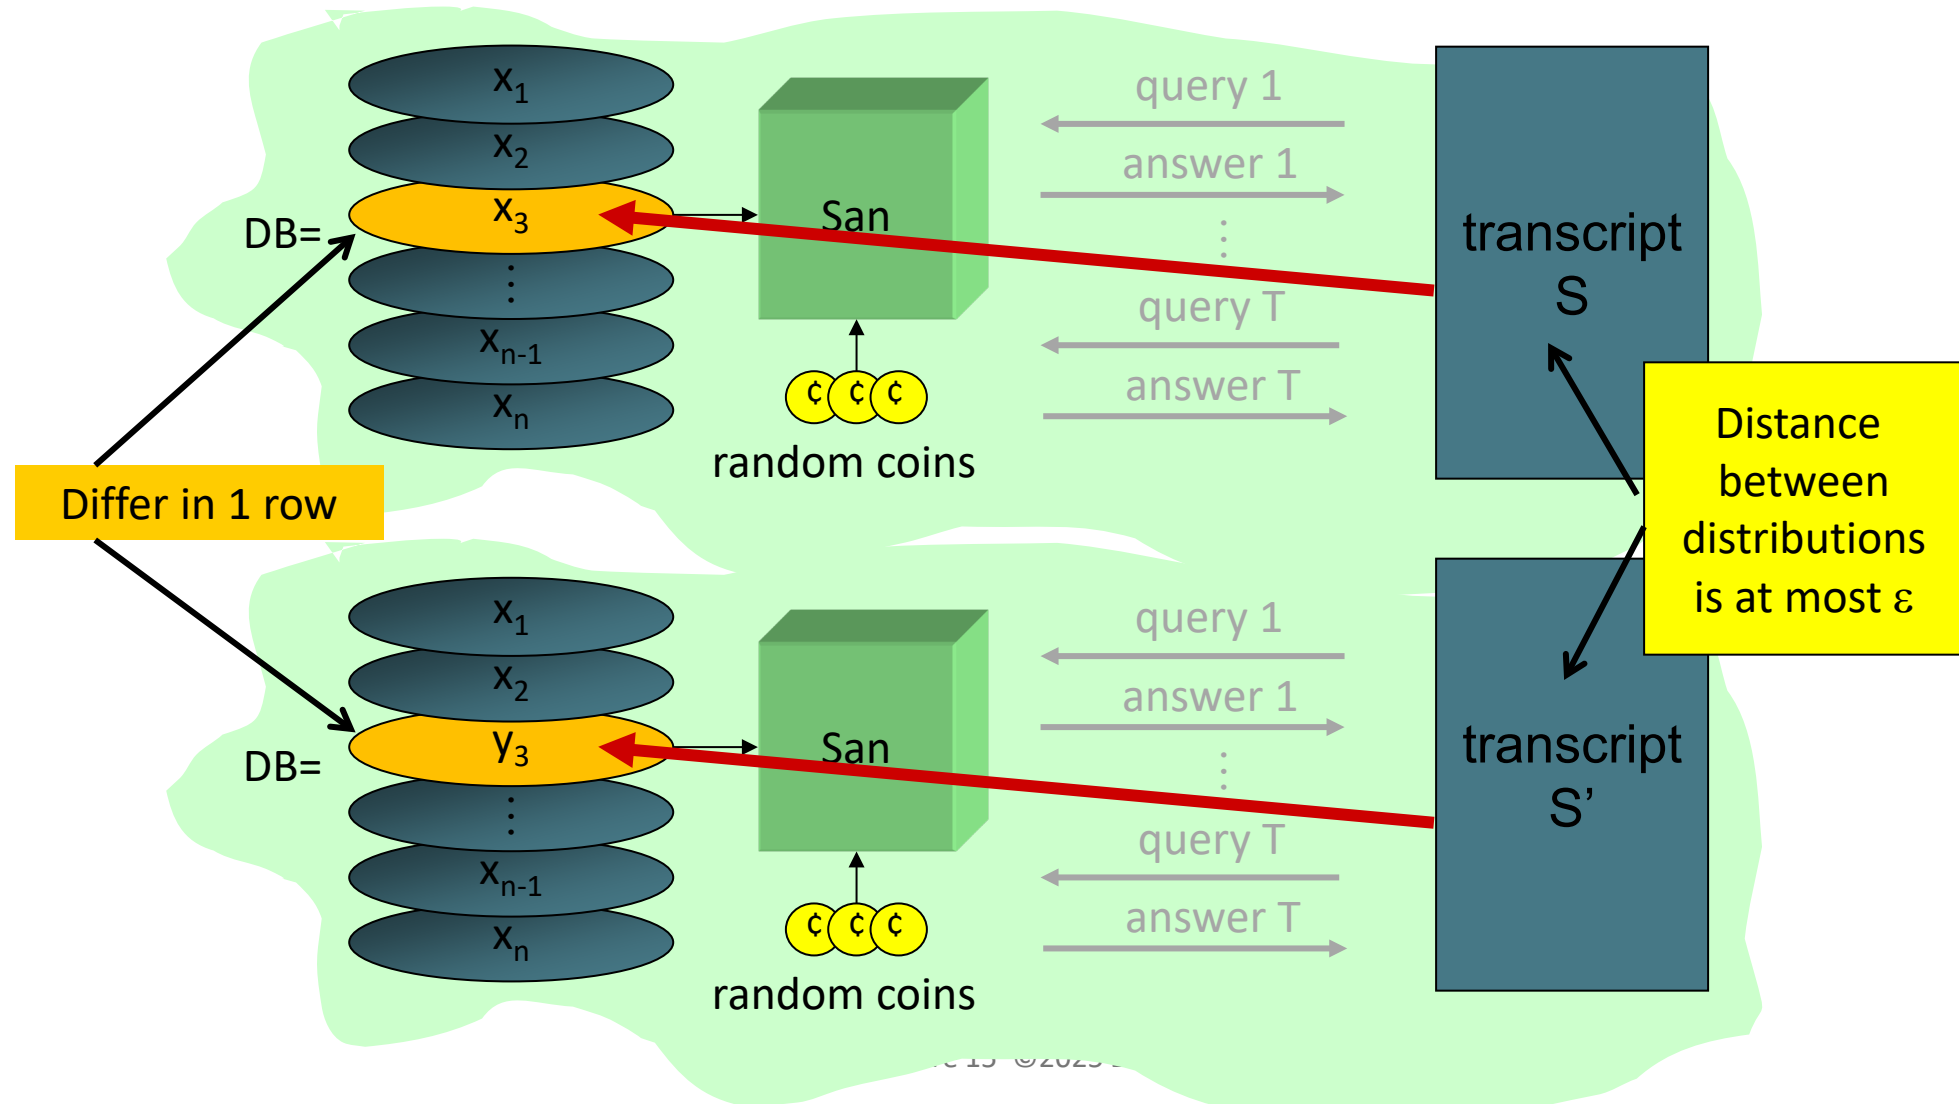 x1
x2
x3
⋮
xn-1
xn
DB=
San
¢ ¢ ¢
random coins
query 1
answer 1
⋮
query T
answer T
transcript
S
Differ in 1 row
Distance
between
distributions
is at most ε
x1
x2
y3
⋮
xn-1
xn
DB=
San
¢ ¢ ¢
random coins
query 1
answer 1
⋮
query T
answer T
transcript
S’
15 ©2023